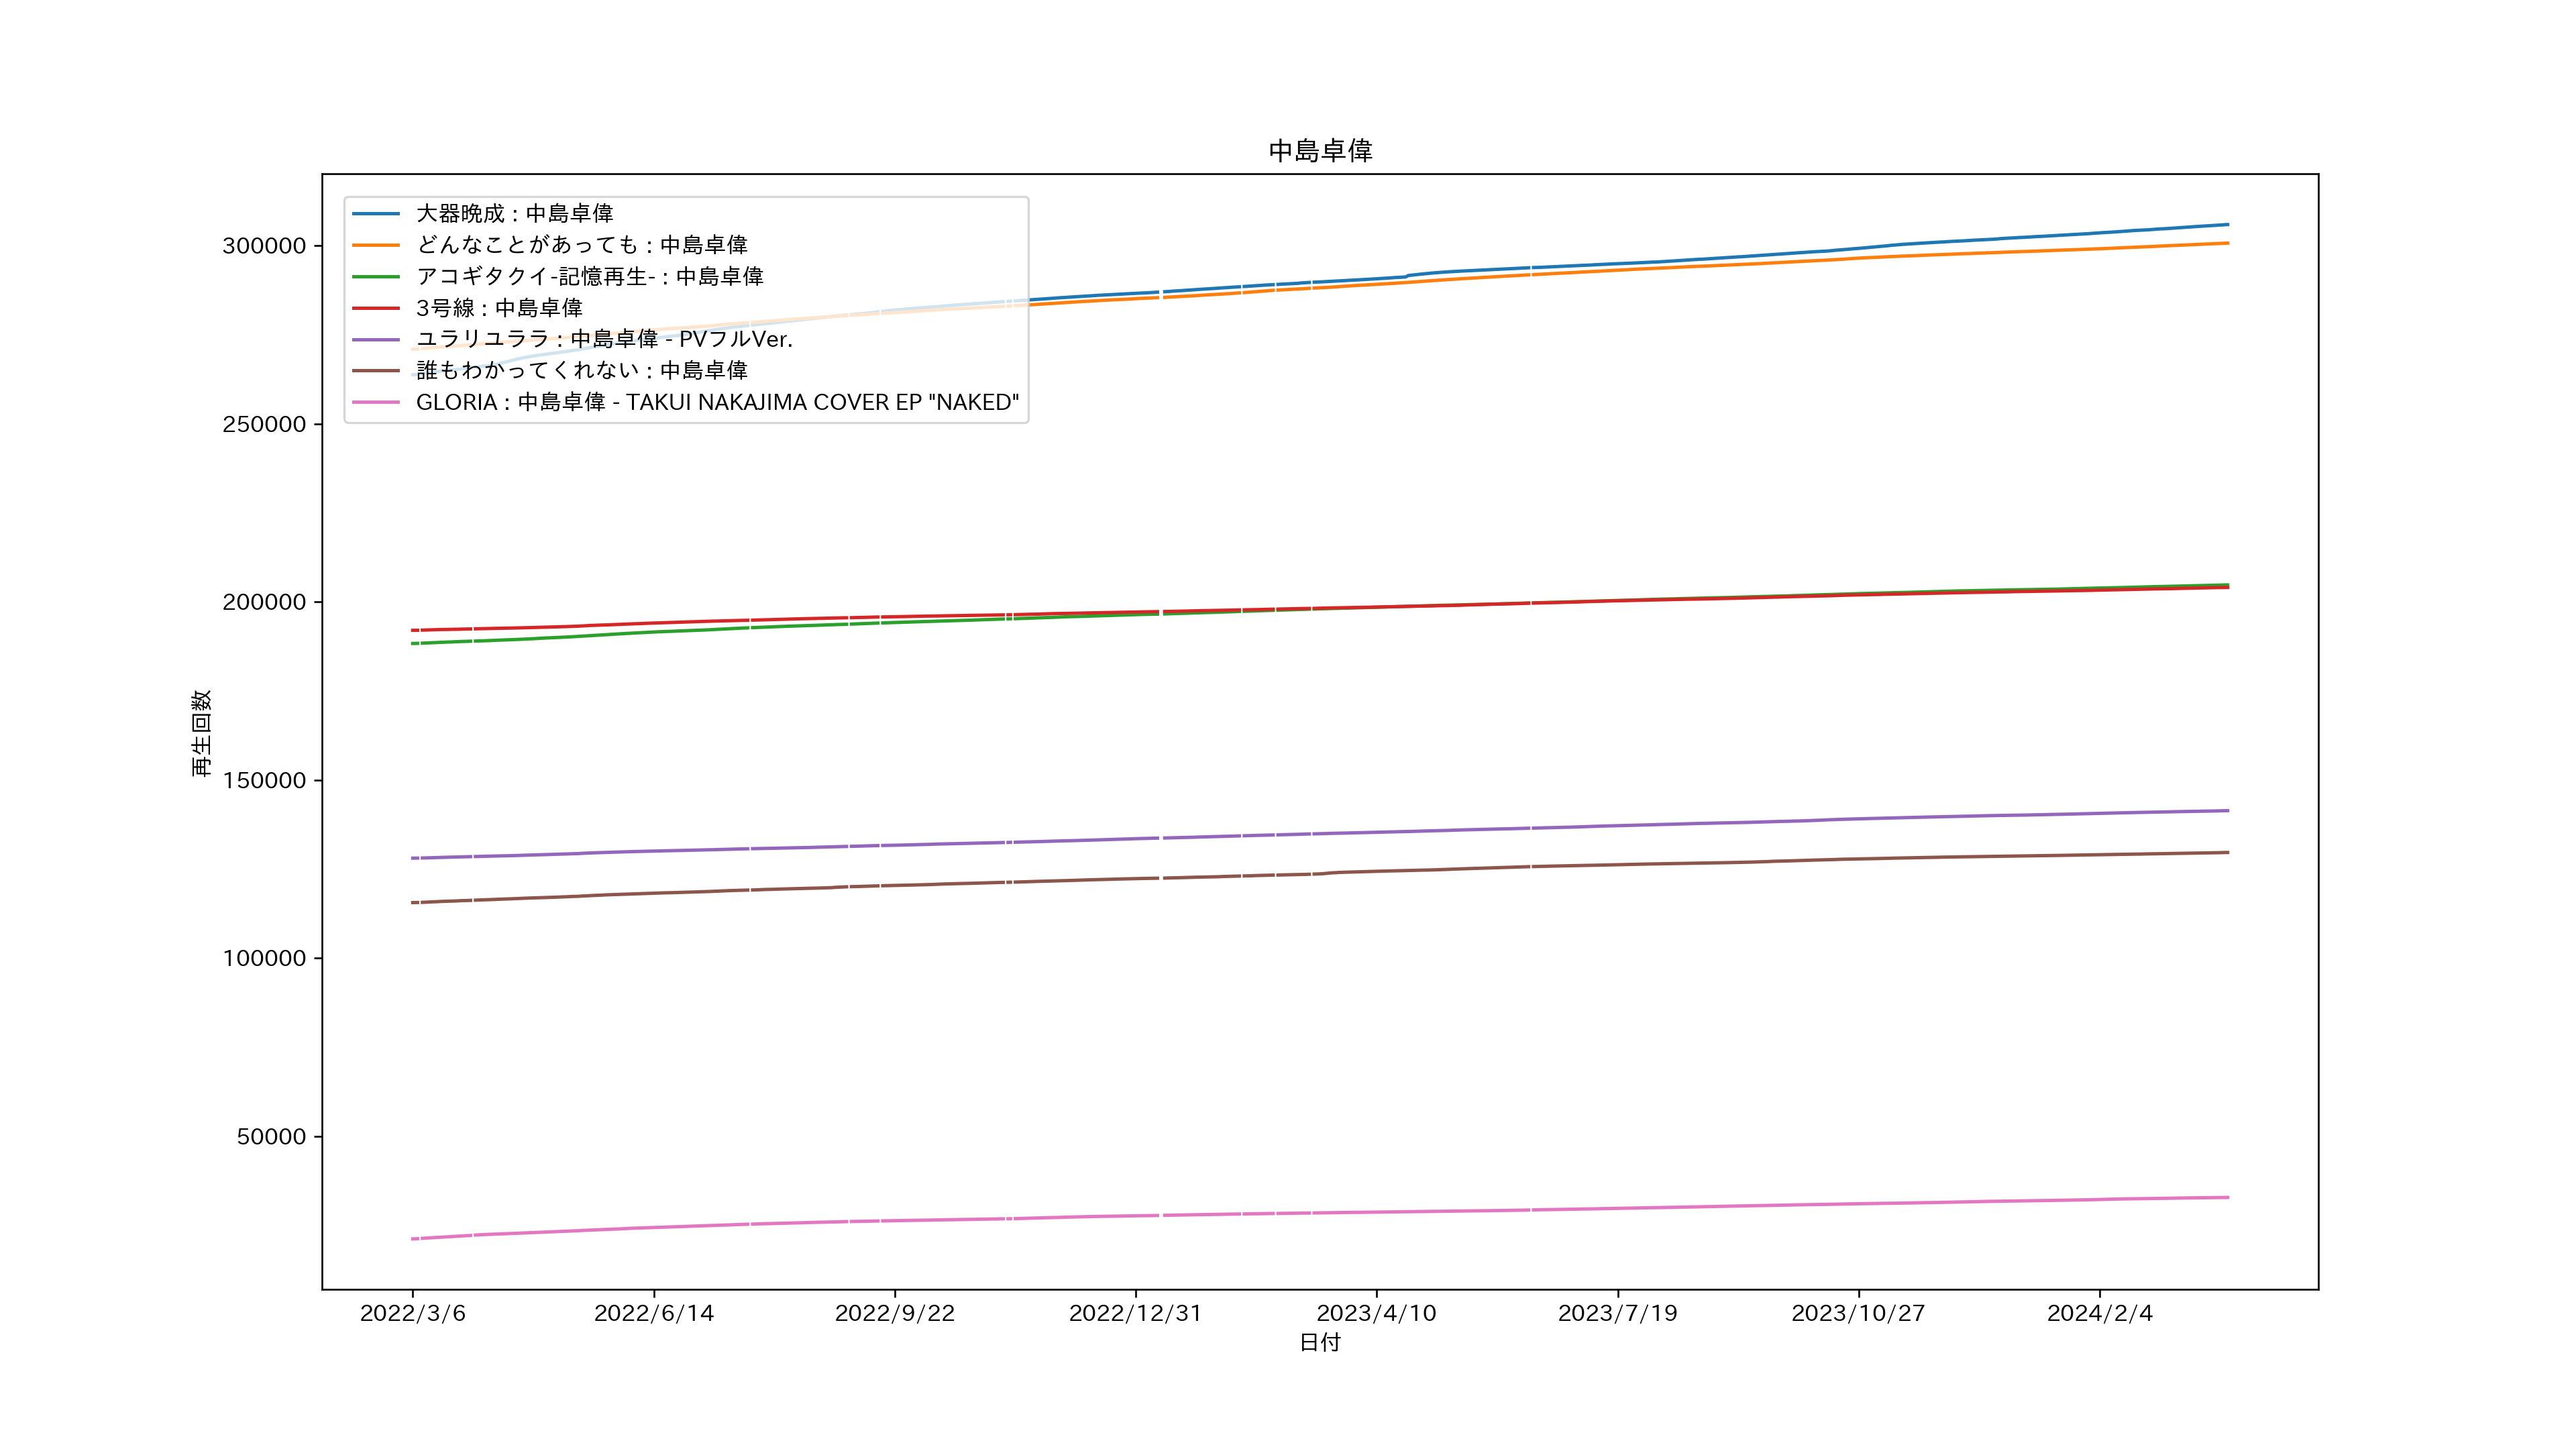 中島卓偉
大器晩成 : 中島卓偉
どんなことがあっても : 中島卓偉
アコギタクイ-記憶再生- : 中島卓偉
3号線 : 中島卓偉
ユラリユララ : 中島卓偉 - PVフルVer.
誰もわかってくれない : 中島卓偉
GLORIA : 中島卓偉 - TAKUI NAKAJIMA COVER EP "NAKED"
300000
250000
200000
150000
100000
50000
再生回数
2022/3/6 2022/6/14 2022/9/22 2022/12/31 2023/4/10 2023/7/19 2023/10/27 2024/2/4
日付